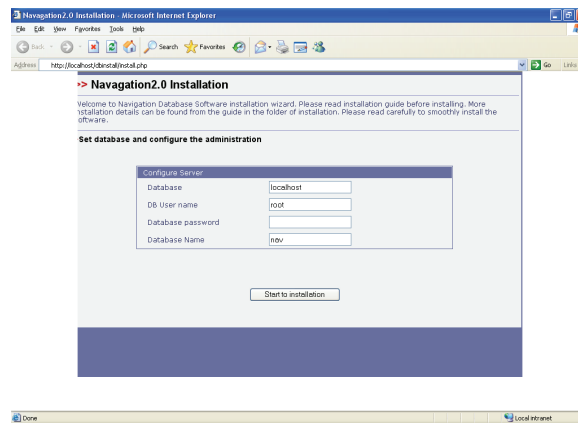 Navagation2.0 Installation - Microsoft Internet Explorer
File Edit View Favorites Tools Help
Back Search Favorites
Address http://localhost/dbinstall/install.php Go Links
>> Navagation2.0 Installation
Welcome to Navigation Database Software installation wizard. Please read installation guide before installing. More
nstallation details can be found from the guide in the folder of installation. Please read carefully to smoothly install the
oftware.
Set database and configure the administration
Configure Server
Database localhost
DB User name root
Database password
Database Name nav
Start to installation
Done Local intranet